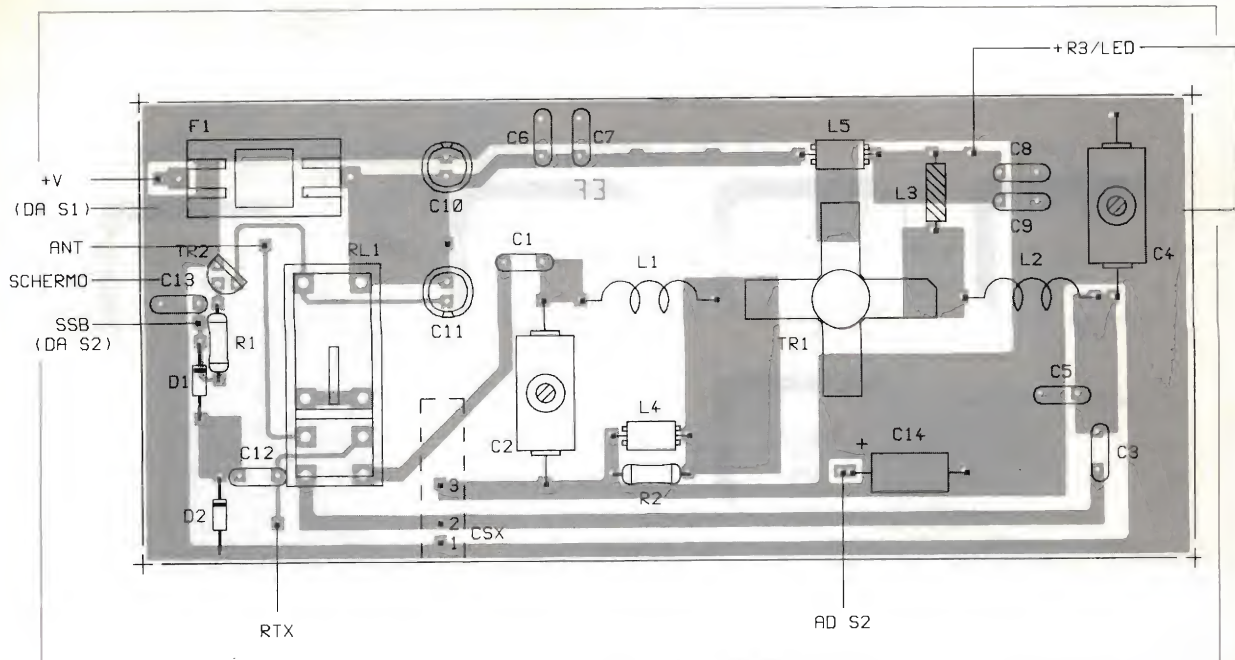 +R3/LED
F1
C6
C7
L5
C8
+V
(DA S1)
C10
33
L3
C9
ANT
TR2
RL1
C1
C4
SCHERMO
C13
L1
L2
SSB
(DA S2)
R1
C11
TR1
D1
C5
C2
L4
+
C14
C3
C12
R2
3
D2
2
CSX
1
RTX
AD S2